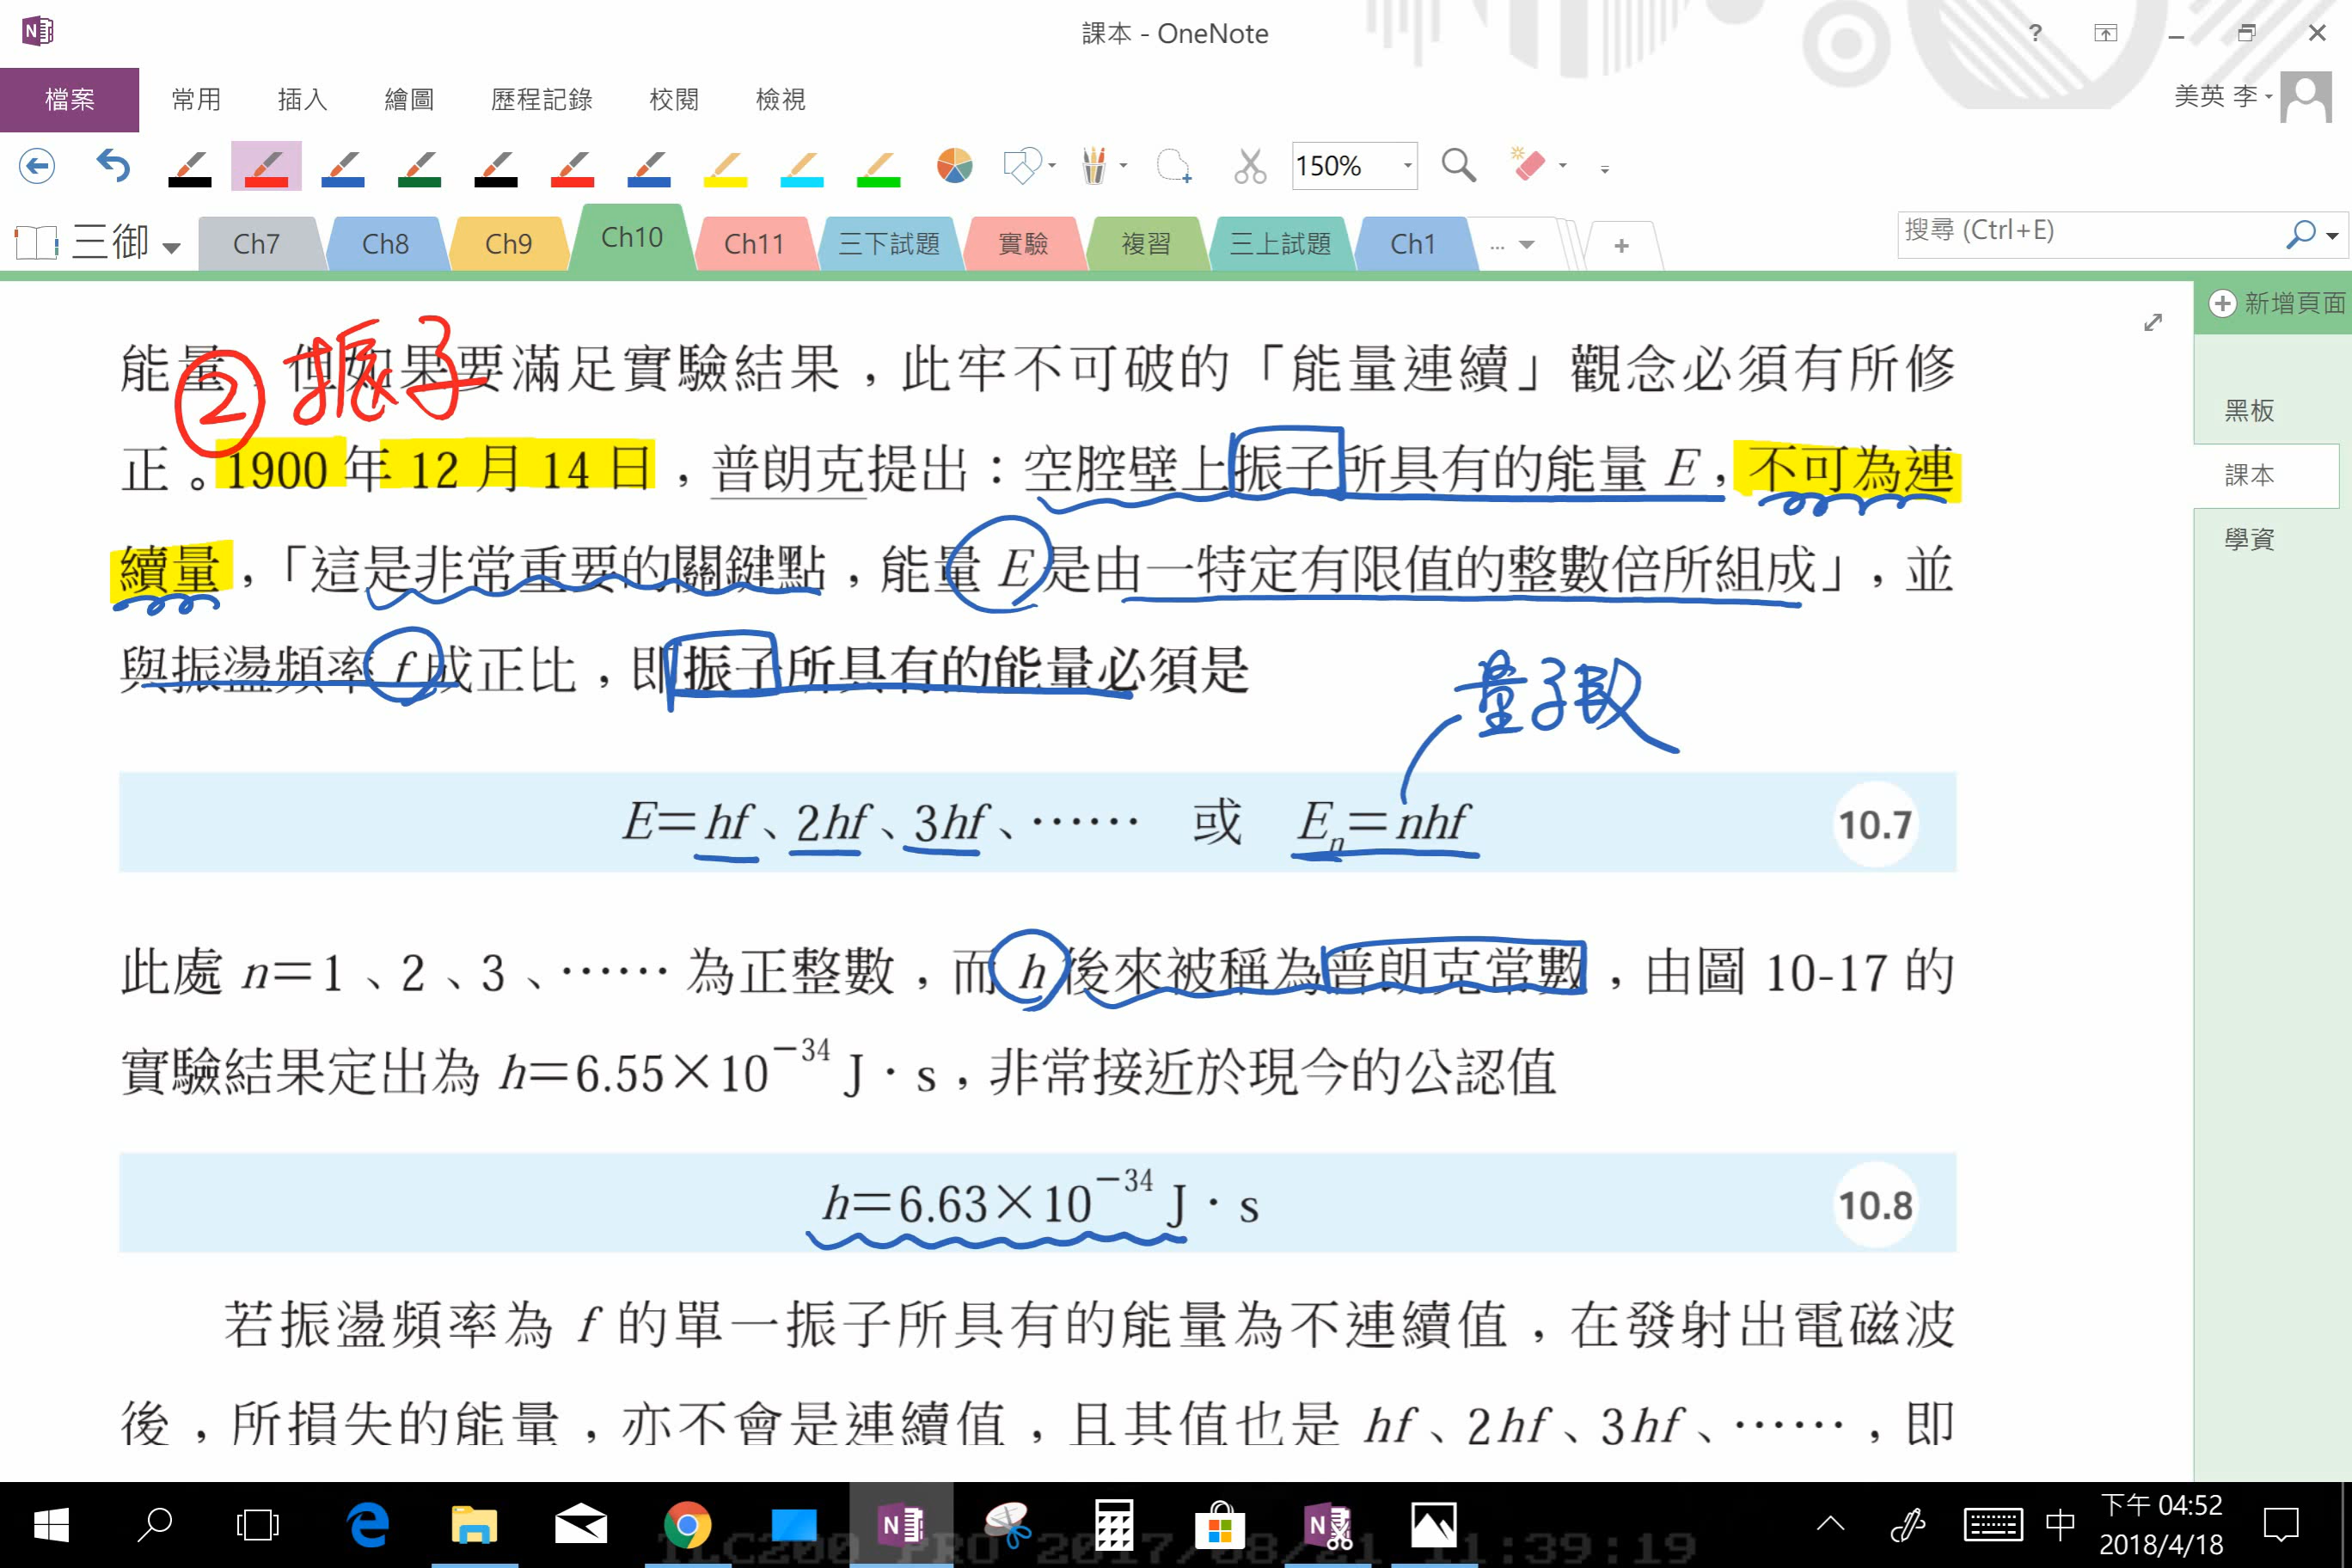 課本 - OneNote
?
檔案 常用 插入 繪圖 歷程記錄 校閱 檢視
美英 李
150%
三御 Ch7 Ch8 Ch9 Ch10 Ch11 三下試題 實驗 複習 三上試題 Ch1 ... +
搜尋 (Ctrl+E)
新增頁面
黑板
課本
學資
② 振子
能量，但如果要滿足實驗結果，此牢不可破的「能量連續」觀念必須有所修
正。1900 年 12 月 14 日，普朗克提出：空腔壁上振子所具有的能量 E，不可為連
續量，「這是非常重要的關鍵點，能量 E 是由一特定有限值的整數倍所組成」，並
與振盪頻率 f 成正比，即振子所具有的能量必須是
量子數
E＝hf、2hf、3hf、…… 或 Eₙ＝nhf 10.7
此處 n＝1、2、3、…… 為正整數，而 h 後來被稱為普朗克常數，由圖 10-17 的
實驗結果定出為 h＝6.55×10⁻³⁴ J · s，非常接近於現今的公認值
h＝6.63×10⁻³⁴ J · s 10.8
若振盪頻率為 f 的單一振子所具有的能量為不連續值，在發射出電磁波
後，所損失的能量，亦不會是連續值，且其值也是 hf、2hf、3hf、……，即
中
下午 04:52
2018/4/18
ILC200 PRO 2017/08/21 11:39:19